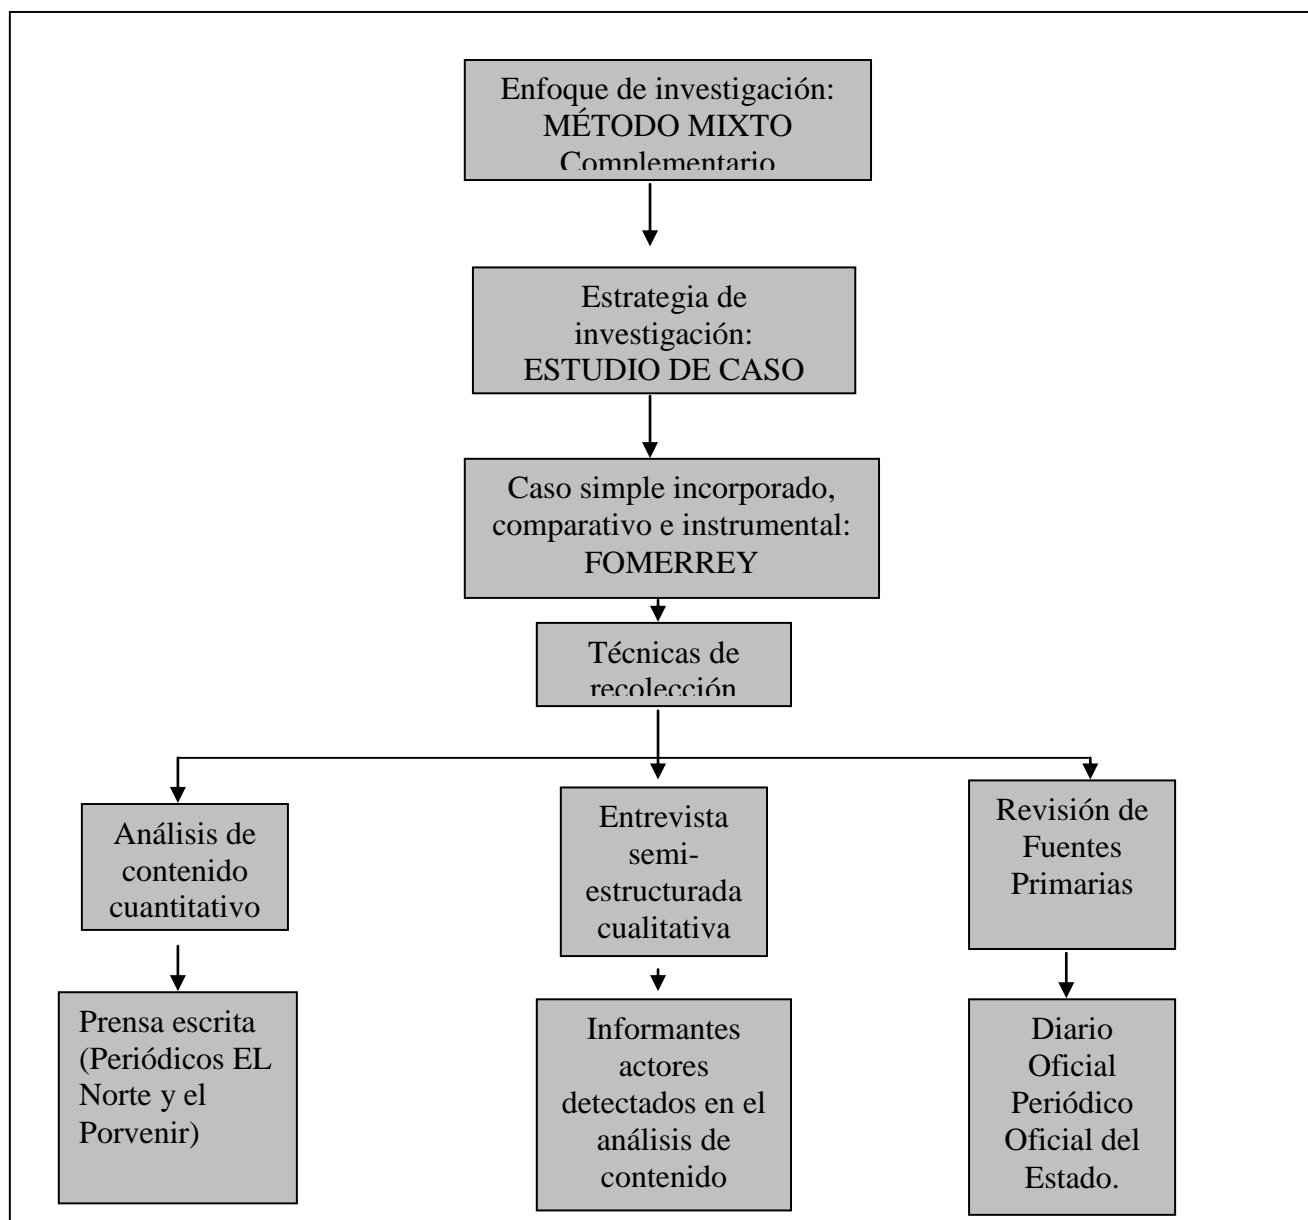 Enfoque de investigación:
MÉTODO MIXTO
Complementario
Estrategia de
investigación:
ESTUDIO DE CASO
Caso simple incorporado,
comparativo e instrumental:
FOMERREY
Técnicas de
recolección
Análisis de
contenido
cuantitativo
Entrevista
semi-
estructurada
cualitativa
Revisión de
Fuentes
Primarias
Prensa escrita
(Periódicos EL
Norte y el
Porvenir)
Informantes
actores
detectados en el
análisis de
contenido
Diario
Oficial
Periódico
Oficial del
Estado.